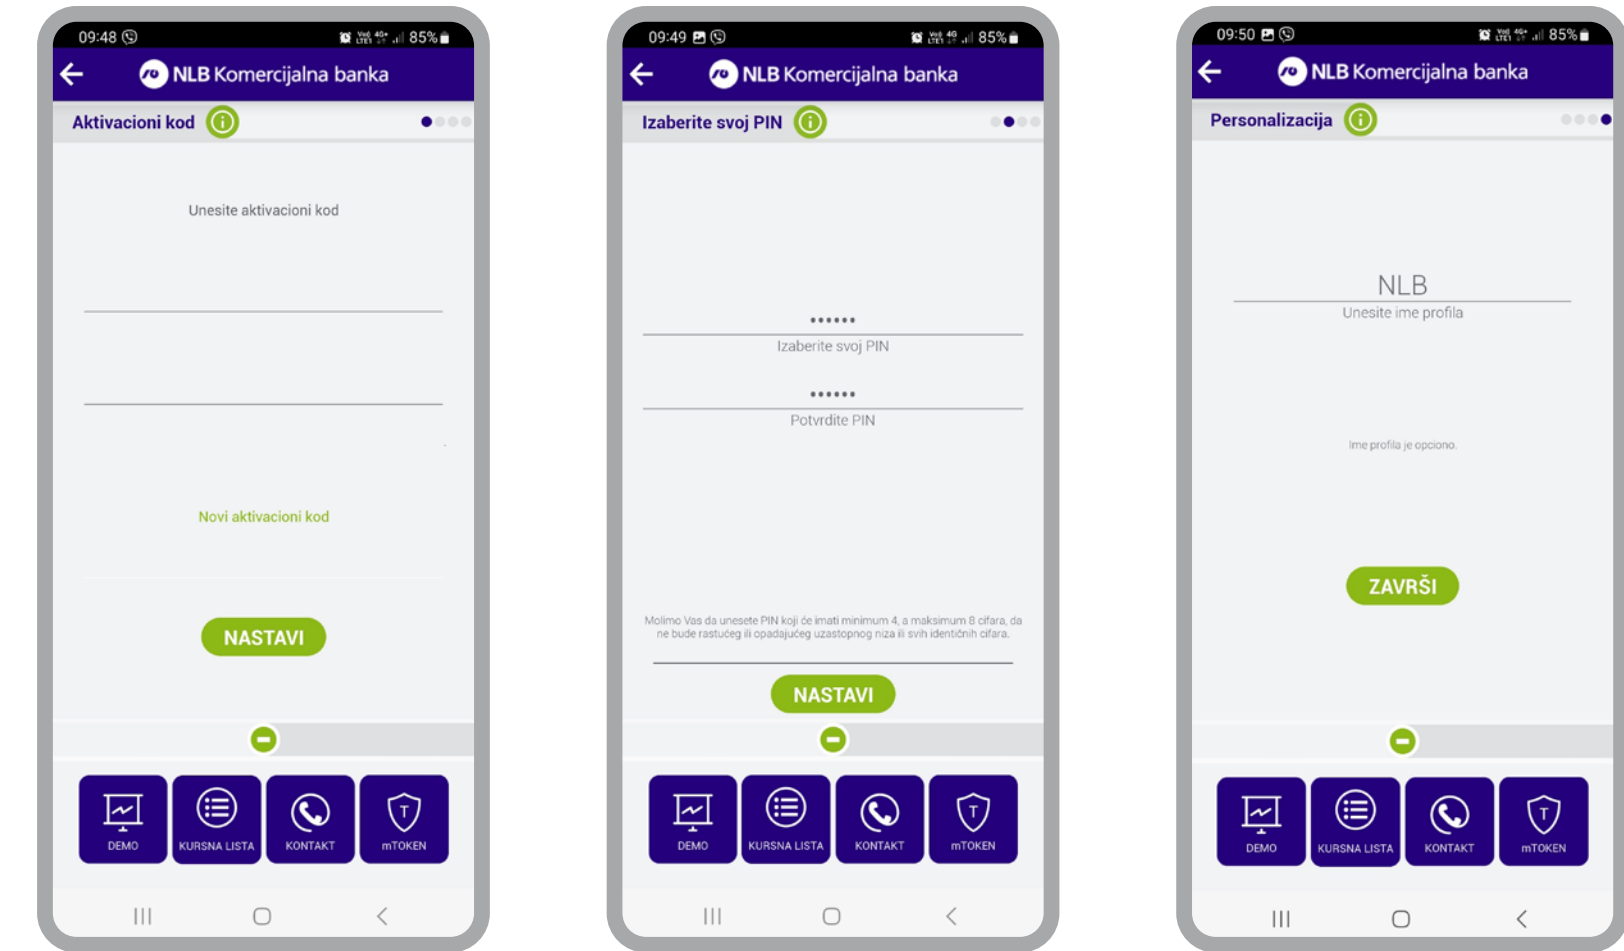 09:48
85%
NLB Komercijalna banka
Aktivacioni kod
Unesite aktivacioni kod
Novi aktivacioni kod
NASTAVI
DEMO
KURSNA LISTA
KONTAKT
mTOKEN
09:49
85%
NLB Komercijalna banka
Izaberite svoj PIN
Izaberite svoj PIN
Potvrdite PIN
Molimo Vas da unesete PIN koji će imati minimum 4, a maksimum 8 cifara, da
ne bude rastućeg ili opadajućeg uzastopnog niza ili svih identičnih cifara.
NASTAVI
DEMO
KURSNA LISTA
KONTAKT
mTOKEN
09:50
85%
NLB Komercijalna banka
Personalizacija
NLB
Unesite ime profila
Ime profila je opciono.
ZAVRŠI
DEMO
KURSNA LISTA
KONTAKT
mTOKEN